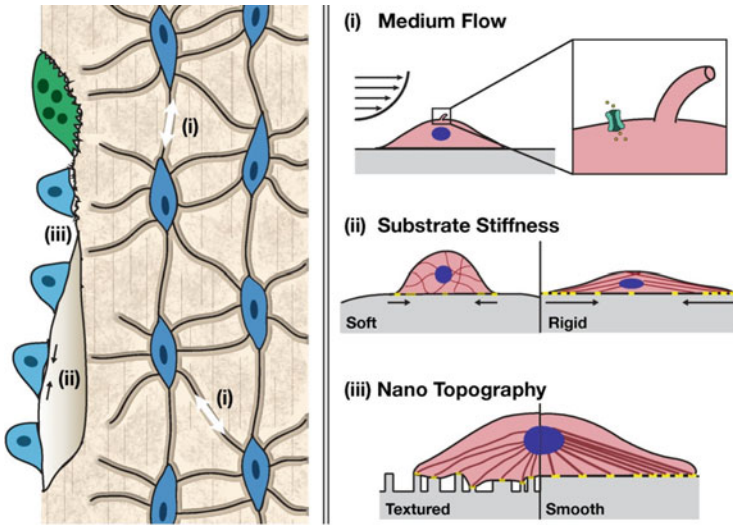 (i)
(iii)
(ii)
(i)
(i) Medium Flow
(ii) Substrate Stiffness
Soft
Rigid
(iii) Nano Topography
Textured
Smooth